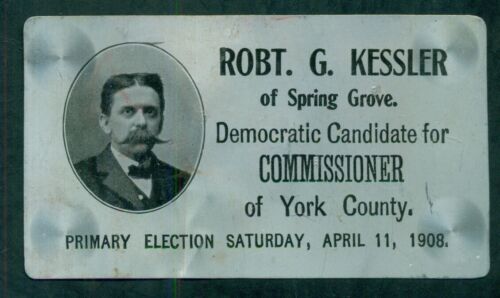 ROBT. G. KESSLER
of Spring Grove.
Democratic Candidate for
COMMISSIONER
of York County.
PRIMARY ELECTION SATURDAY, APRIL 11, 1908.